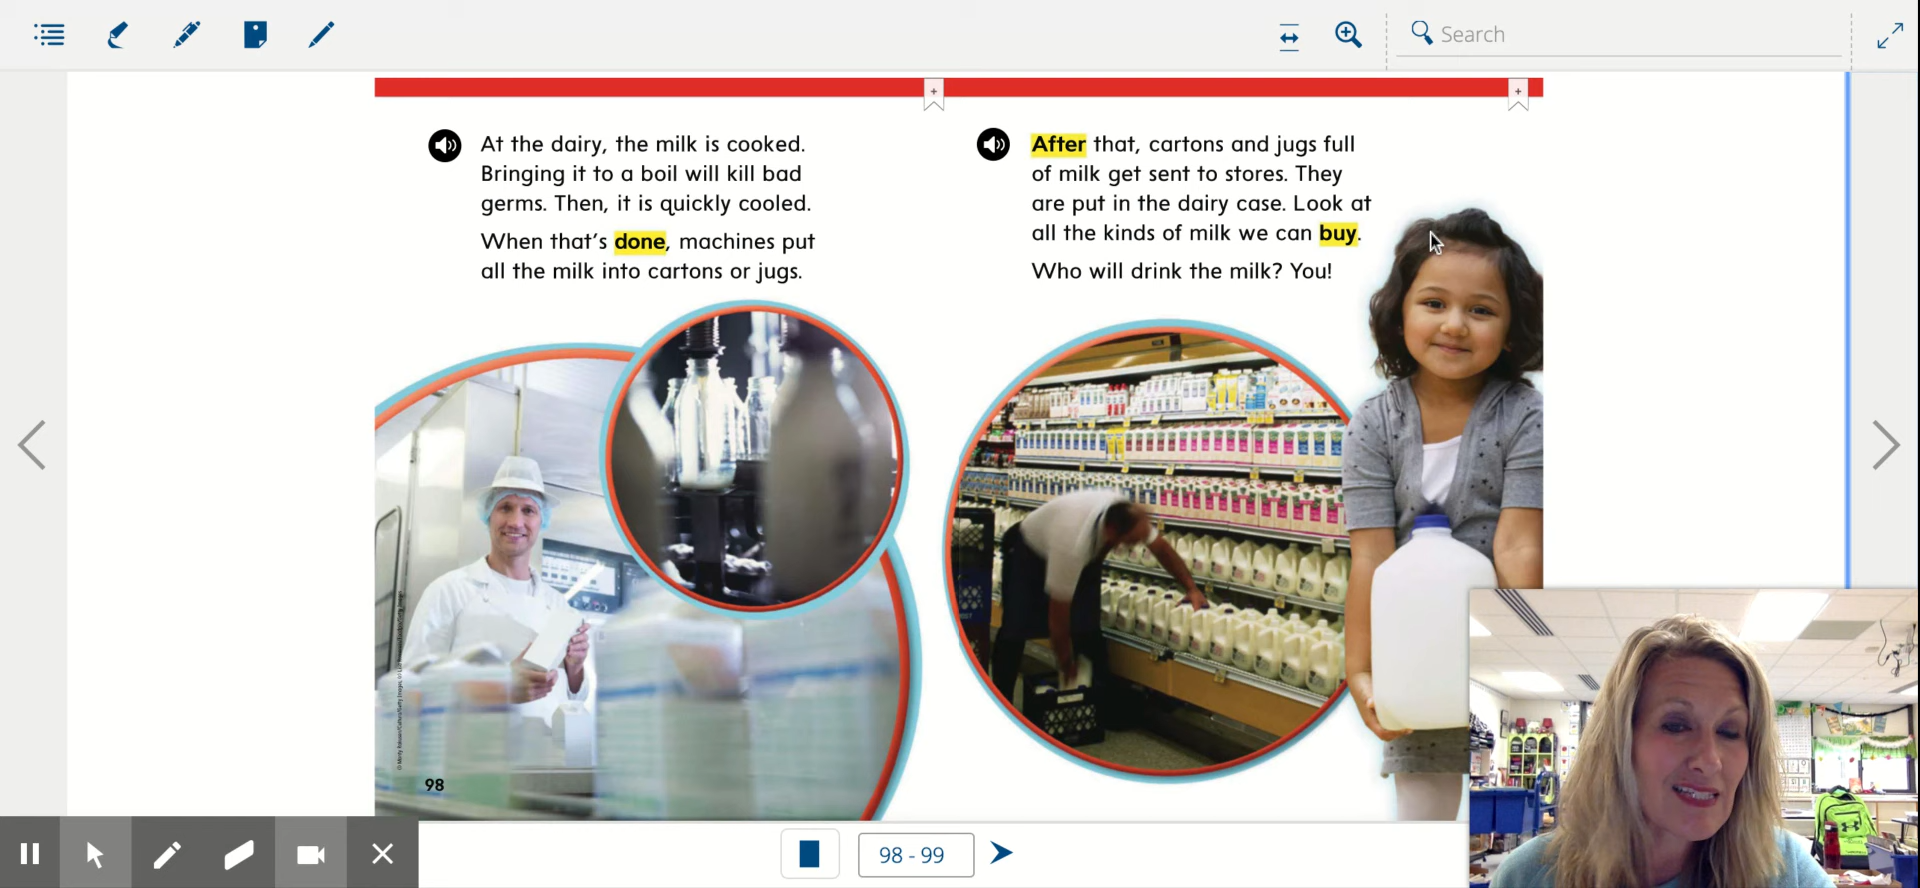 Search
At the dairy, the milk is cooked.
Bringing it to a boil will kill bad
germs. Then, it is quickly cooled.
When that's done, machines put
all the milk into cartons or jugs.
After that, cartons and jugs full
of milk get sent to stores. They
are put in the dairy case. Look at
all the kinds of milk we can buy.
Who will drink the milk? You!
98
98 - 99